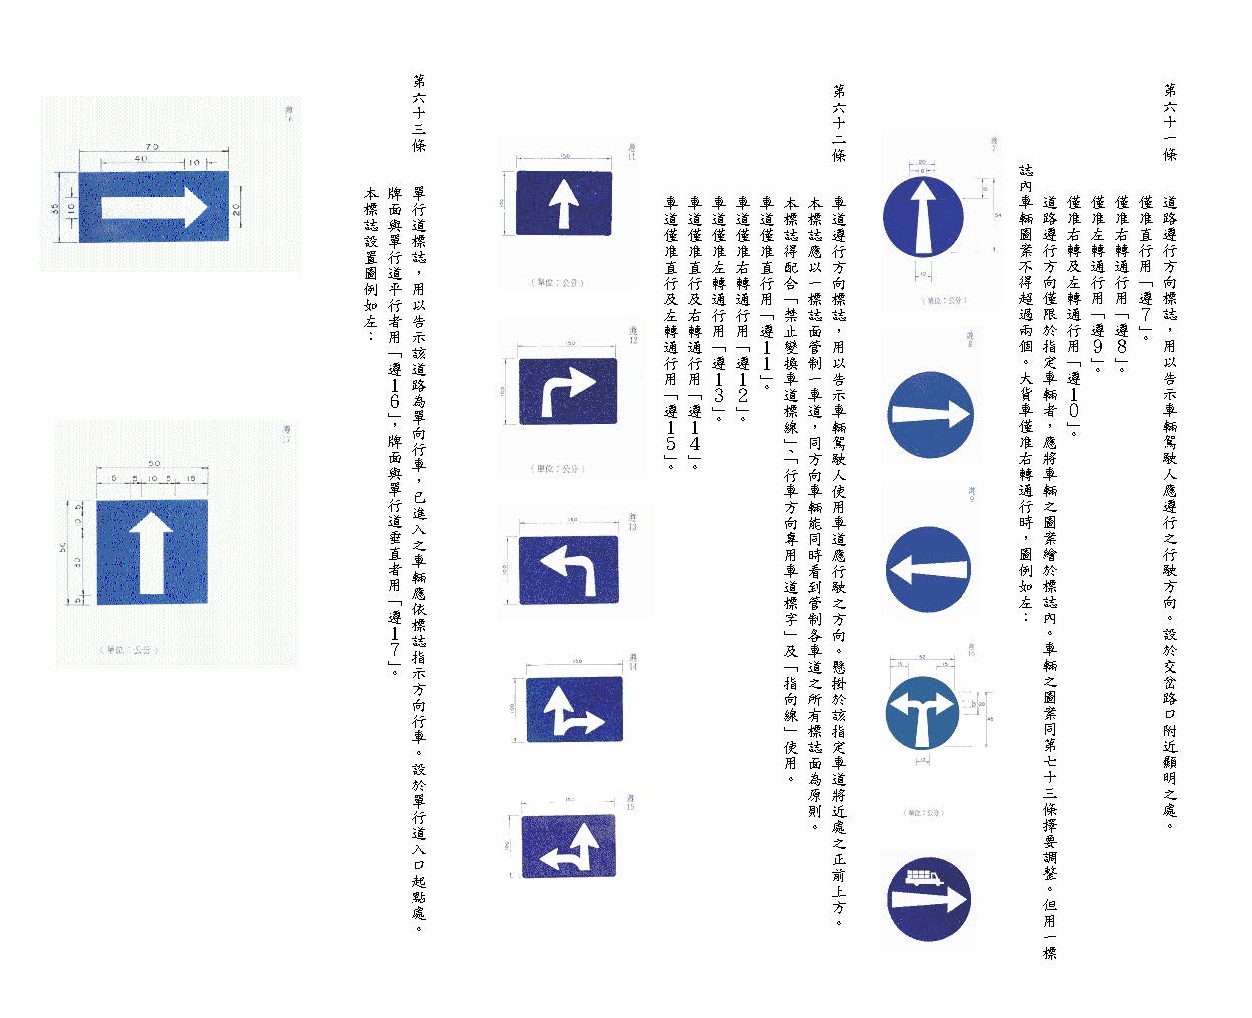 第六十一條
道路遵行方向標誌，用以告示車輛駕駛人應遵行之行駛方向。設於交岔路口附近顯明之處。
僅准直行用「遵７」。
僅准右轉通行用「遵８」。
僅准左轉通行用「遵９」。
僅准右轉及左轉通行用「遵１０」。
道路遵行方向僅限於指定車輛者，應將車輛之圖案繪於標誌內。車輛之圖案同第七十三條擇要調整。但用一標
誌內車輛圖案不得超過兩個。大貨車僅准右轉通行時，圖例如左：
遵
7
20
6
15
54
10
（單位：公分）
遵
8
遵
9
遵
10
52
15
15
20
45
12
（單位：公分）
第六十二條
車道遵行方向標誌，用以告示車輛駕駛人使用車道應行駛之方向。懸掛於該指定車道將近處之正前上方。
本標誌應以一標誌面管制一車道，同方向車輛能同時看到管制各車道之所有標誌面為原則。
本標誌得配合「禁止變換車道標線」、「行車方向專用車道標字」及「指向線」使用。
車道僅准直行用「遵１１」。
車道僅准右轉通行用「遵１２」。
車道僅准左轉通行用「遵１３」。
車道僅准直行及右轉通行用「遵１４」。
車道僅准直行及左轉通行用「遵１５」。
遵
11
150
100
（單位：公分）
遵
12
150
100
（單位：公分）
遵
13
150
100
遵
14
150
100
遵
15
150
100
第六十三條
單行道標誌，用以告示該道路為單向行車，已進入之車輛應依標誌指示方向行車。設於單行道入口起點處。
牌面與單行道平行者用「遵１６」，牌面與單行道垂直者用「遵１７」。
本標誌設置圖例如左：
遵
16
70
40
10
35
10
20
遵
17
50
5
5
10
5
15
50
5
10
30
5
（單位：公分）